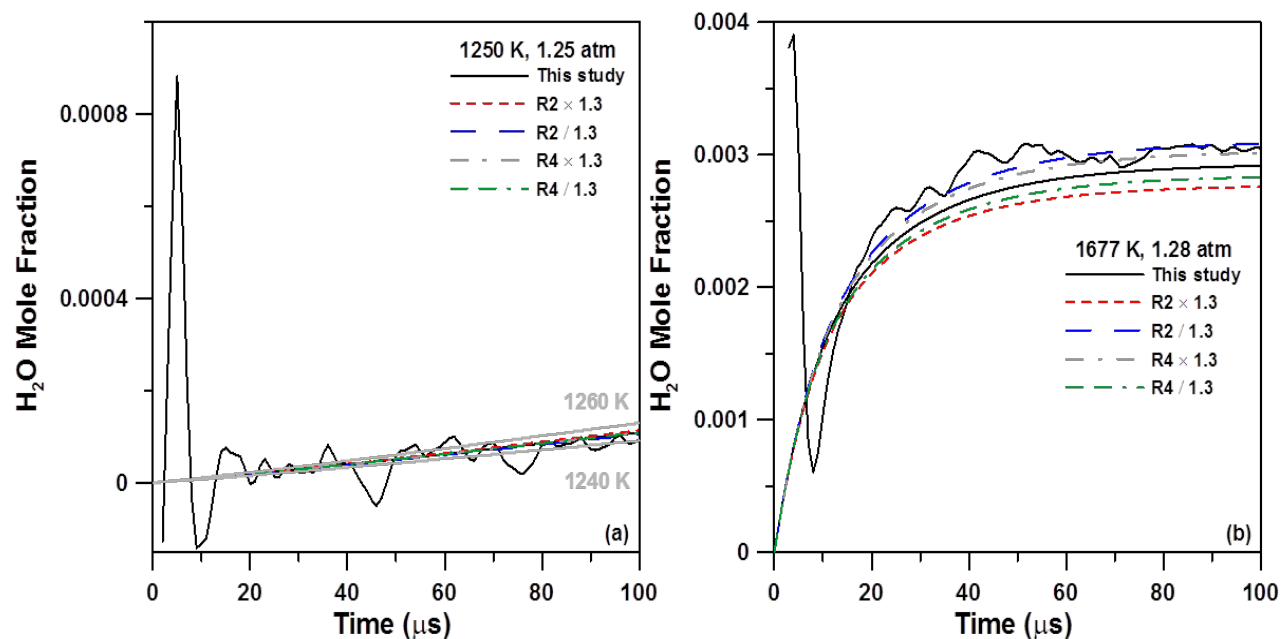 1250 K, 1.25 atm
This study
R2 × 1.3
R2 / 1.3
R4 × 1.3
R4 / 1.3
0.0008
0.0004
0
H₂O Mole Fraction
1260 K
1240 K
(a)
0 20 40 60 80 100
Time (μs)
0.004
0.003
0.002
0.001
0
H₂O Mole Fraction
1677 K, 1.28 atm
This study
R2 × 1.3
R2 / 1.3
R4 × 1.3
R4 / 1.3
(b)
0 20 40 60 80 100
Time (μs)